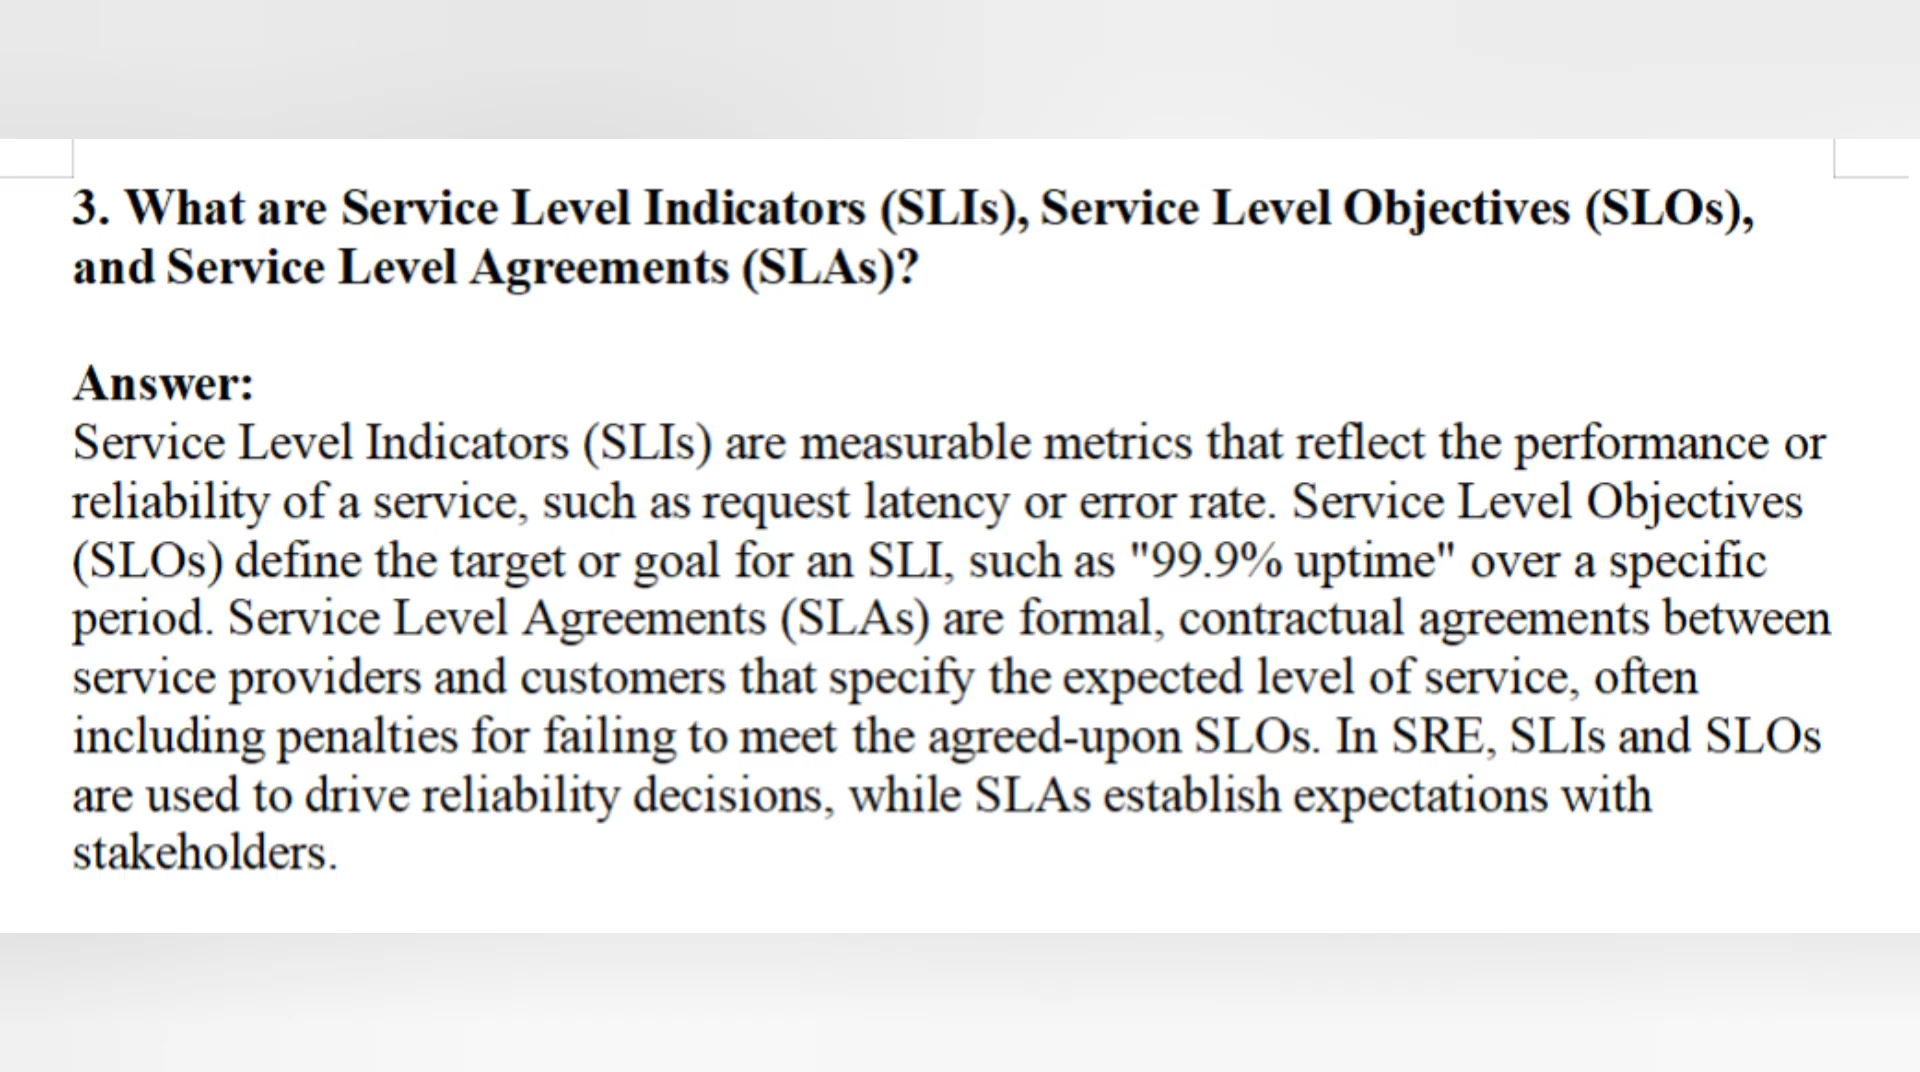 3. What are Service Level Indicators (SLIs), Service Level Objectives (SLOs),
and Service Level Agreements (SLAs)?
Answer:
Service Level Indicators (SLIs) are measurable metrics that reflect the performance or
reliability of a service, such as request latency or error rate. Service Level Objectives
(SLOs) define the target or goal for an SLI, such as "99.9% uptime" over a specific
period. Service Level Agreements (SLAs) are formal, contractual agreements between
service providers and customers that specify the expected level of service, often
including penalties for failing to meet the agreed-upon SLOs. In SRE, SLIs and SLOs
are used to drive reliability decisions, while SLAs establish expectations with
stakeholders.